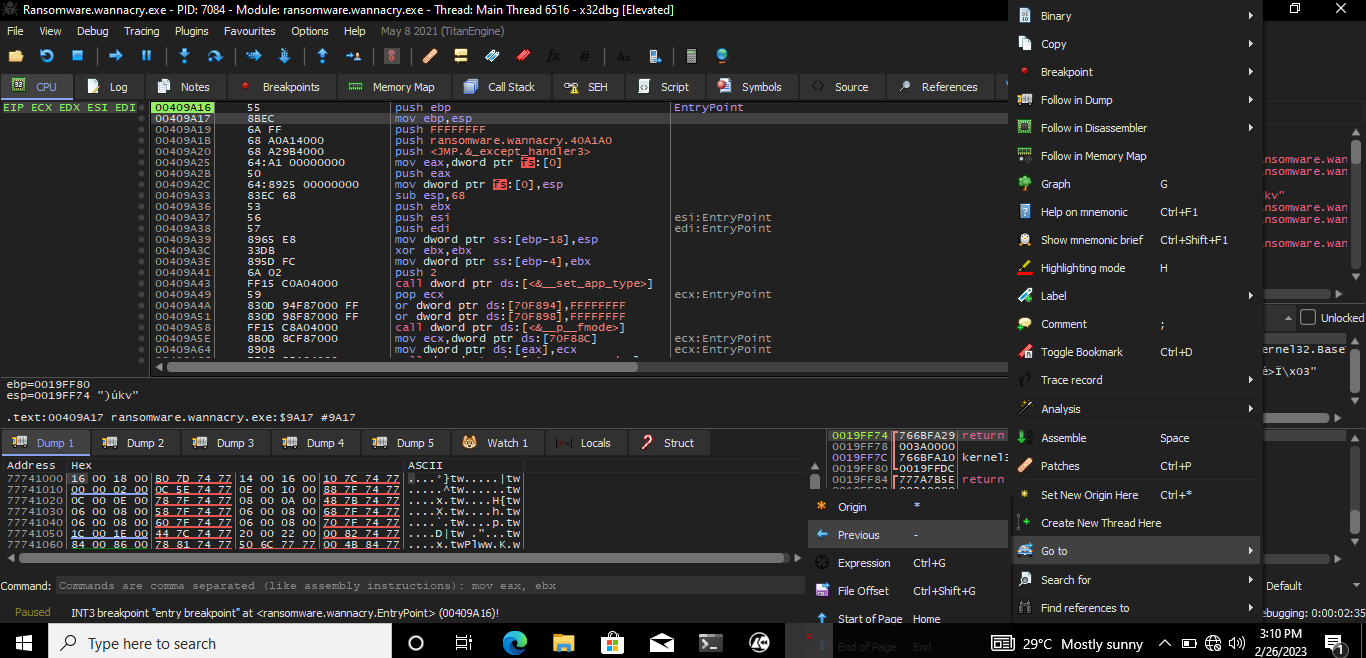 Ransomware.wannacry.exe - PID: 7084 - Module: ransomware.wannacry.exe - Thread: Main Thread 6516 - x32dbg [Elevated]
File View Debug Tracing Plugins Favourites Options Help May 8 2021 (TitanEngine)
CPU Log Notes Breakpoints Memory Map Call Stack SEH Script Symbols Source References
EIP ECX EDX ESI EDI
00409A16 55 push ebp EntryPoint
00409A17 8BEC mov ebp,esp
00409A19 6A FF push FFFFFFFF
00409A1B 68 A0A14000 push ransomware.wannacry.40A1A0
00409A20 68 A29B4000 push <JMP.&_except_handler3>
00409A25 64:A1 00000000 mov eax,dword ptr fs:[0]
00409A2B 50 push eax
00409A2C 64:8925 00000000 mov dword ptr fs:[0],esp
00409A33 83EC 68 sub esp,68
00409A36 53 push ebx
00409A37 56 push esi esi:EntryPoint
00409A38 57 push edi edi:EntryPoint
00409A39 8965 E8 mov dword ptr ss:[ebp-18],esp
00409A3C 33DB xor ebx,ebx
00409A3E 895D FC mov dword ptr ss:[ebp-4],ebx
00409A41 6A 02 push 2
00409A43 FF15 C0A04000 call dword ptr ds:[<&__set_app_type>]
00409A49 59 pop ecx ecx:EntryPoint
00409A4A 830D 94F87000 FF or dword ptr ds:[70F894],FFFFFFFF
00409A51 830D 98F87000 FF or dword ptr ds:[70F898],FFFFFFFF
00409A58 FF15 C8A04000 call dword ptr ds:[<&__p__fmode>]
00409A5E 8B0D 8CF87000 mov ecx,dword ptr ds:[70F88C] ecx:EntryPoint
00409A64 8908 mov dword ptr ds:[eax],ecx ecx:EntryPoint
ebp=0019FF80
esp=0019FF74 ")úkv"
.text:00409A17 ransomware.wannacry.exe:$9A17 #9A17
Dump 1 Dump 2 Dump 3 Dump 4 Dump 5 Watch 1 Locals Struct
Address Hex ASCII
77741000 16 00 18 00 B0 7D 74 77 14 00 16 00 10 7C 74 77 ....°}tw.....|tw
77741010 00 00 02 00 0C 5E 74 77 0E 00 10 00 88 7F 74 77 .....^tw......tw
77741020 0C 00 0E 00 78 7F 74 77 08 00 0A 00 48 7B 74 77 ....x.tw....H{tw
77741030 06 00 08 00 58 7F 74 77 06 00 08 00 68 7F 74 77 ....X.tw....h.tw
77741040 06 00 08 00 60 7F 74 77 06 00 08 00 70 7F 74 77 ....`.tw....p.tw
77741050 1C 00 1E 00 44 7C 74 77 20 00 22 00 00 82 74 77 ....D|tw ."...tw
77741060 84 00 86 00 78 81 74 77 50 6C 77 77 00 4B 84 77 ....x.twPlww.K.w
0019FF74 766BFA29 return
0019FF78 003A0000
0019FF7C 766BFA10 kernel3
0019FF80 0019FFDC
0019FF84 777A7B5E return
Binary
Copy
Breakpoint
Follow in Dump
Follow in Disassembler
Follow in Memory Map
Graph G
Help on mnemonic Ctrl+F1
Show mnemonic brief Ctrl+Shift+F1
Highlighting mode H
Label
Comment ;
Toggle Bookmark Ctrl+D
Trace record
Analysis
Assemble Space
Patches Ctrl+P
Set New Origin Here Ctrl+*
Create New Thread Here
Go to
Search for
Find references to
Origin *
Previous -
Expression Ctrl+G
File Offset Ctrl+Shift+G
Start of Page Home
End of Page End
ansomware.wan
ansomware.wan
kv"
ansomware.wan
ansomware.wan
ansomware.wan
Unlocked
ernel32.Base
é>Ï\x03"
Command: Commands are comma separated (like assembly instructions): mov eax, ebx
Default
Paused INT3 breakpoint "entry breakpoint" at <ransomware.wannacry.EntryPoint> (00409A16)!
ebugging: 0:00:02:35
Type here to search
29°C Mostly sunny
3:10 PM
2/26/2023
1